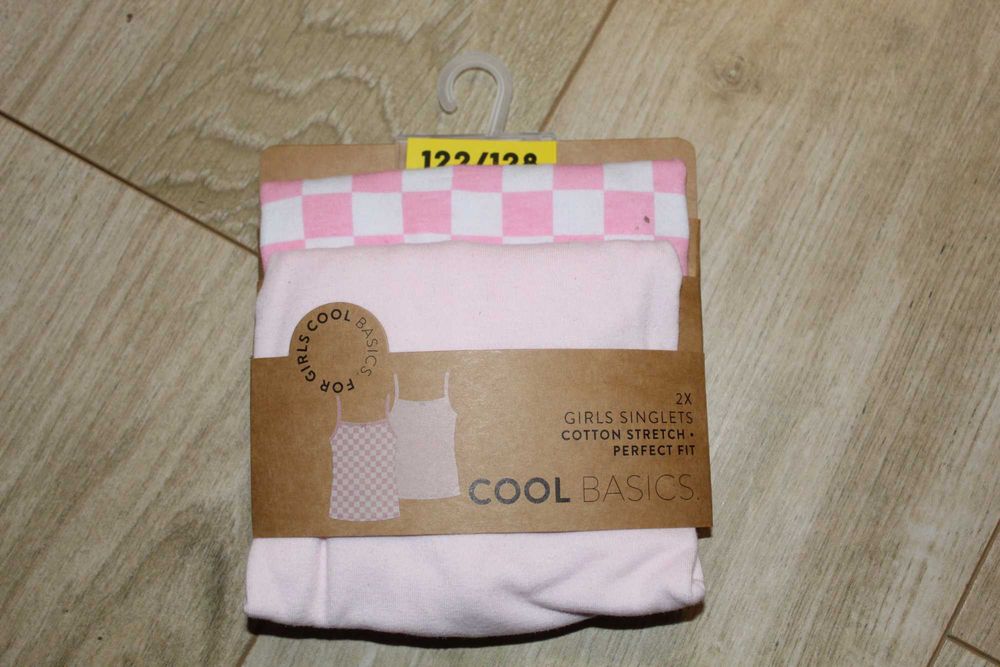 122/128
FOR GIRLS COOL BASICS.
2X
GIRLS SINGLETS
COTTON STRETCH •
PERFECT FIT
COOL BASICS.